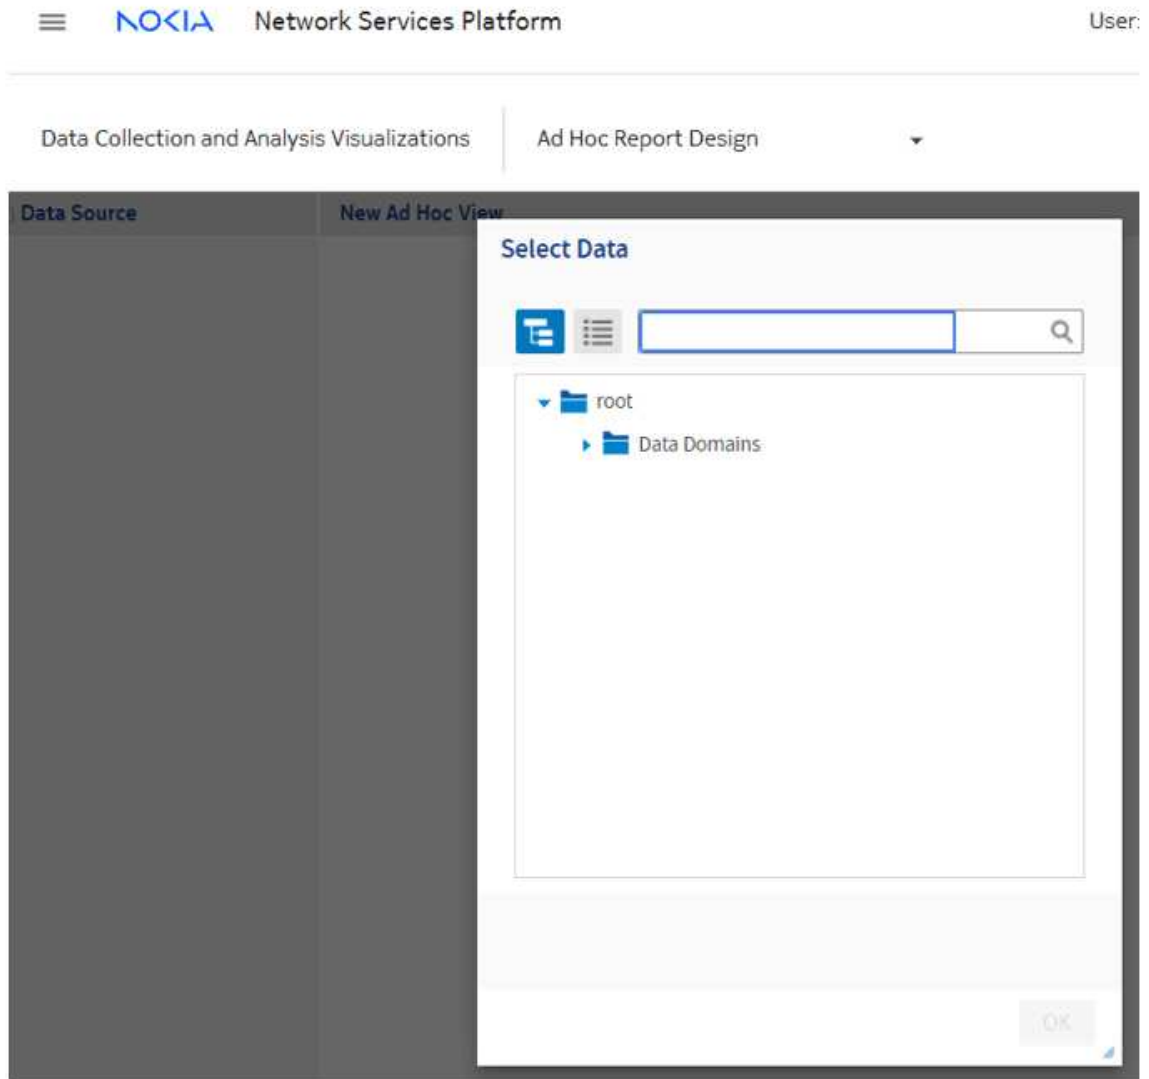 NOKIA Network Services Platform User:
Data Collection and Analysis Visualizations Ad Hoc Report Design
Data Source New Ad Hoc View
Select Data
root
Data Domains
OK